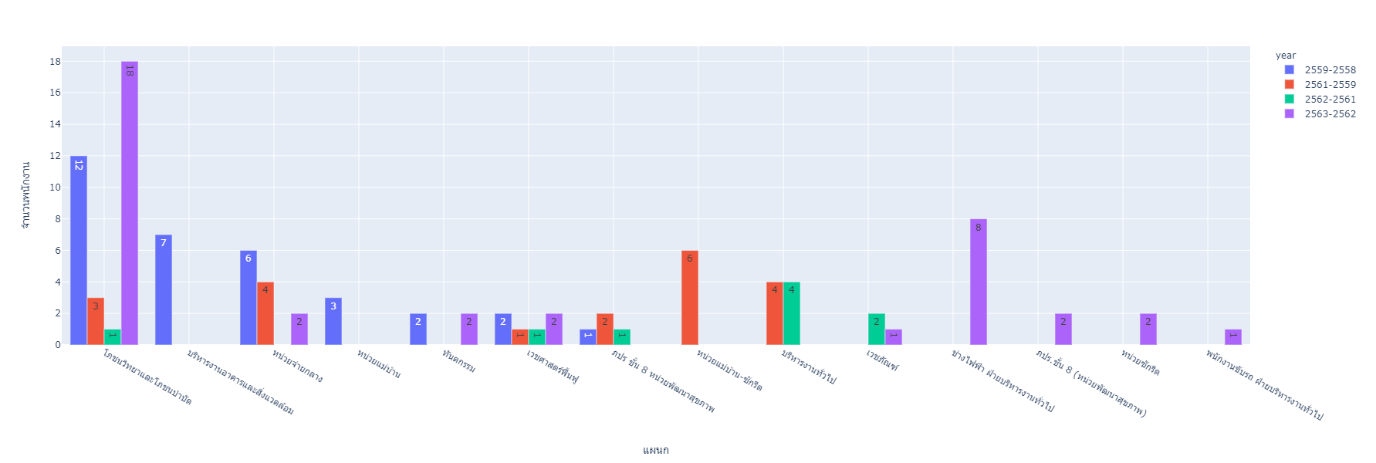 year
2559-2558
2561-2559
2562-2561
2563-2562
จำนวนพนักงาน
18
16
14
12
10
8
6
4
2
0
12
3
1
18
7
6
4
2
3
2
2
2
1
1
2
1
2
1
6
4
4
2
1
8
2
2
1
โภชนวิทยาและโภชนบำบัด
บริหารงานอาคารและสิ่งแวดล้อม
หน่วยจ่ายกลาง
หน่วยแม่บ้าน
ทันตกรรม
เวชศาสตร์ฟื้นฟู
ภปร.ชั้น 8 หน่วยพัฒนาสุขภาพ
หน่วยแม่บ้าน-ซักรีด
บริหารงานทั่วไป
เวชภัณฑ์
ช่างไฟฟ้า ฝ่ายบริหารงานทั่วไป
ภปร.ชั้น 8 (หน่วยพัฒนาสุขภาพ)
หน่วยซักรีด
พนักงานขับรถ ฝ่ายบริหารงานทั่วไป
แผนก